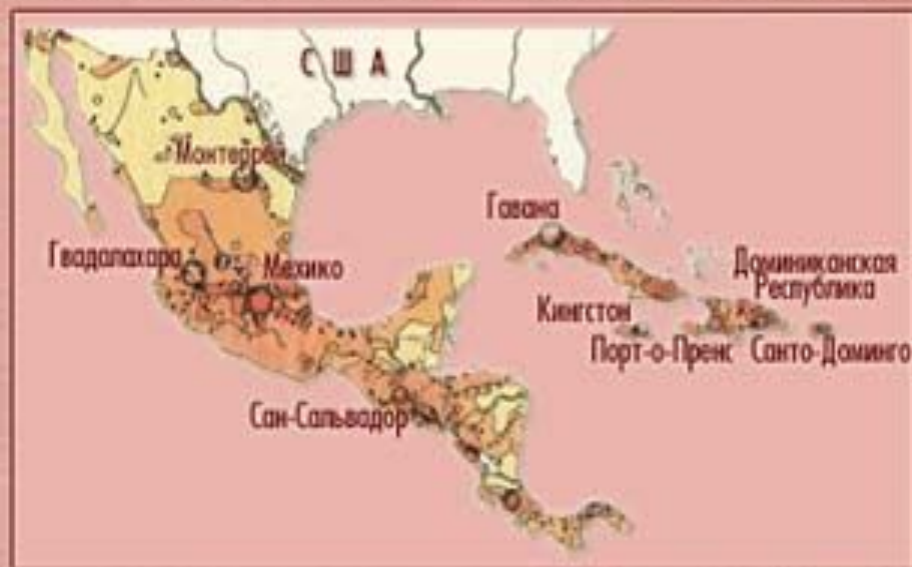 США
Монтеррей
Гавана
Гвадалахара
Мехико
Доминиканская
Республика
Кингстон
Порт-о-Пренс
Санто-Доминго
Сан-Сальвадор